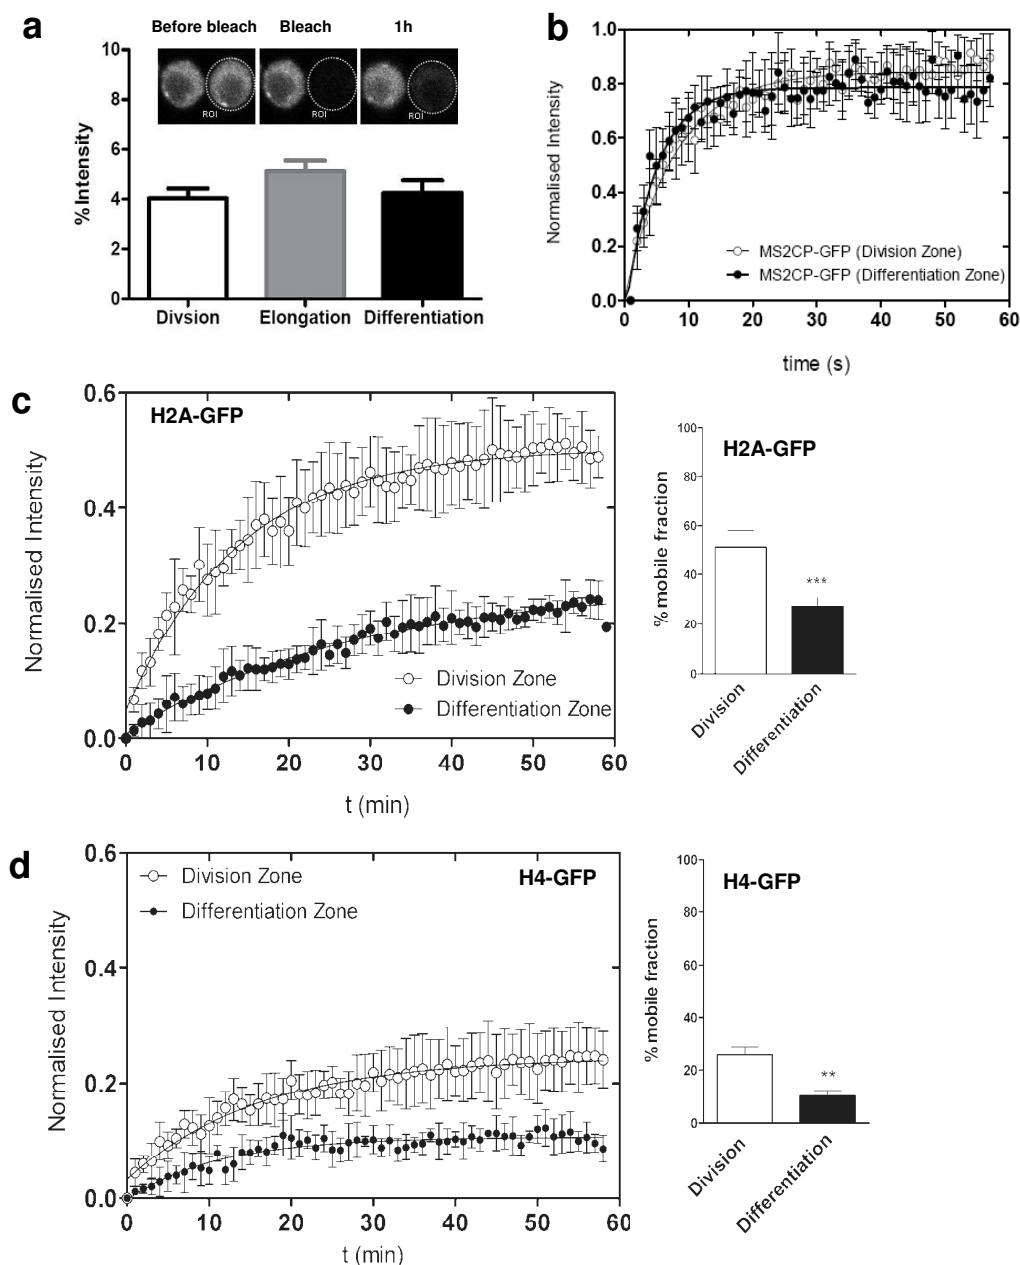 a
Before bleach Bleach 1h
ROI ROI ROI
% Intensity
10
8
6
4
2
0
Divsion Elongation Differentiation
b
Normalised Intensity
1.0
0.8
0.6
0.4
0.2
0.0
MS2CP-GFP (Division Zone)
MS2CP-GFP (Differentiation Zone)
0 10 20 30 40 50 60
time (s)
c
H2A-GFP
Normalised Intensity
0.6
0.4
0.2
0.0
Division Zone
Differentiation Zone
0 10 20 30 40 50 60
t (min)
H2A-GFP
% mobile fraction
100
80
60
40
20
0
***
Division
Differentiation
d
H4-GFP
Normalised Intensity
0.6
0.4
0.2
0.0
Division Zone
Differentiation Zone
0 10 20 30 40 50 60
t (min)
H4-GFP
% mobile fraction
100
80
60
40
20
0
**
Division
Differentiation